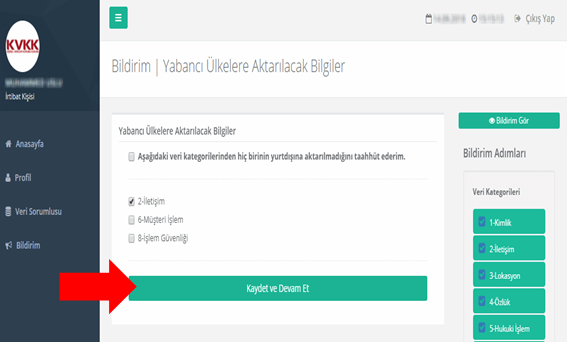 KVKK
İrtibat Kişisi
Anasayfa
Profil
Veri Sorumlusu
Bildirim
Çıkış Yap
Bildirim | Yabancı Ülkelere Aktarılacak Bilgiler
Yabancı Ülkelere Aktarılacak Bilgiler
Aşağıdaki veri kategorilerinden hiç birinin yurtdışına aktarılmadığını taahhüt ederim.
2-İletişim
6-Müşteri İşlem
8-İşlem Güvenliği
Kaydet ve Devam Et
Bildirim Gör
Bildirim Adımları
Veri Kategorileri
1-Kimlik
2-İletişim
3-Lokasyon
4-Özlük
5-Hukuki İşlem